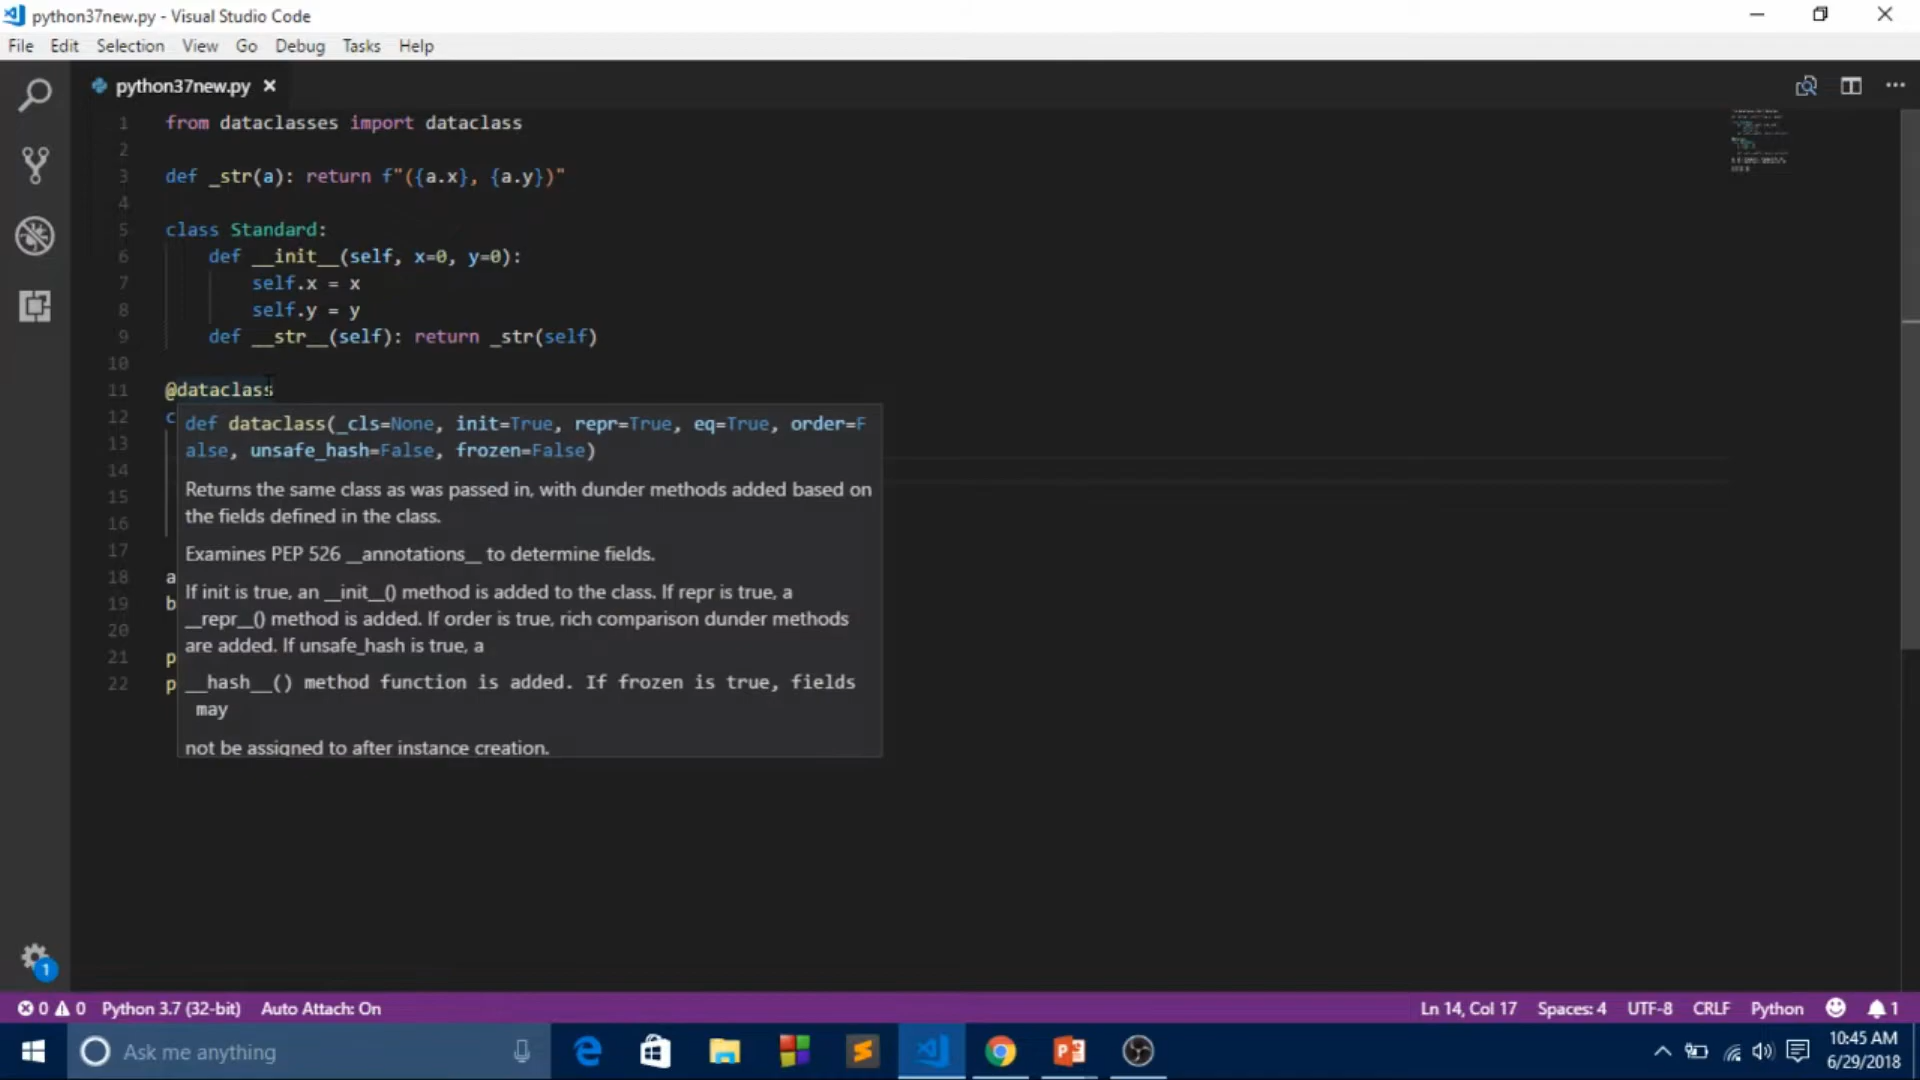 python37new.py - Visual Studio Code
File Edit Selection View Go Debug Tasks Help
python37new.py
1 from dataclasses import dataclass
2
3 def _str(a): return f"({a.x}, {a.y})"
4
5 class Standard:
6 def __init__(self, x=0, y=0):
7 self.x = x
8 self.y = y
9 def __str__(self): return _str(self)
10
11 @dataclass
12 c
def dataclass(_cls=None, init=True, repr=True, eq=True, order=F
13
alse, unsafe_hash=False, frozen=False)
14
Returns the same class as was passed in, with dunder methods added based on
15
the fields defined in the class.
16
17
Examines PEP 526 __annotations__ to determine fields.
18 a
If init is true, an __init__() method is added to the class. If repr is true, a
19 b
__repr__() method is added. If order is true, rich comparison dunder methods
20
are added. If unsafe_hash is true, a
21 p
22 p
__hash__() method function is added. If frozen is true, fields
may
not be assigned to after instance creation.
1
0 0 Python 3.7 (32-bit) Auto Attach: On Ln 14, Col 17 Spaces: 4 UTF-8 CRLF Python 1
Ask me anything
10:45 AM
6/29/2018